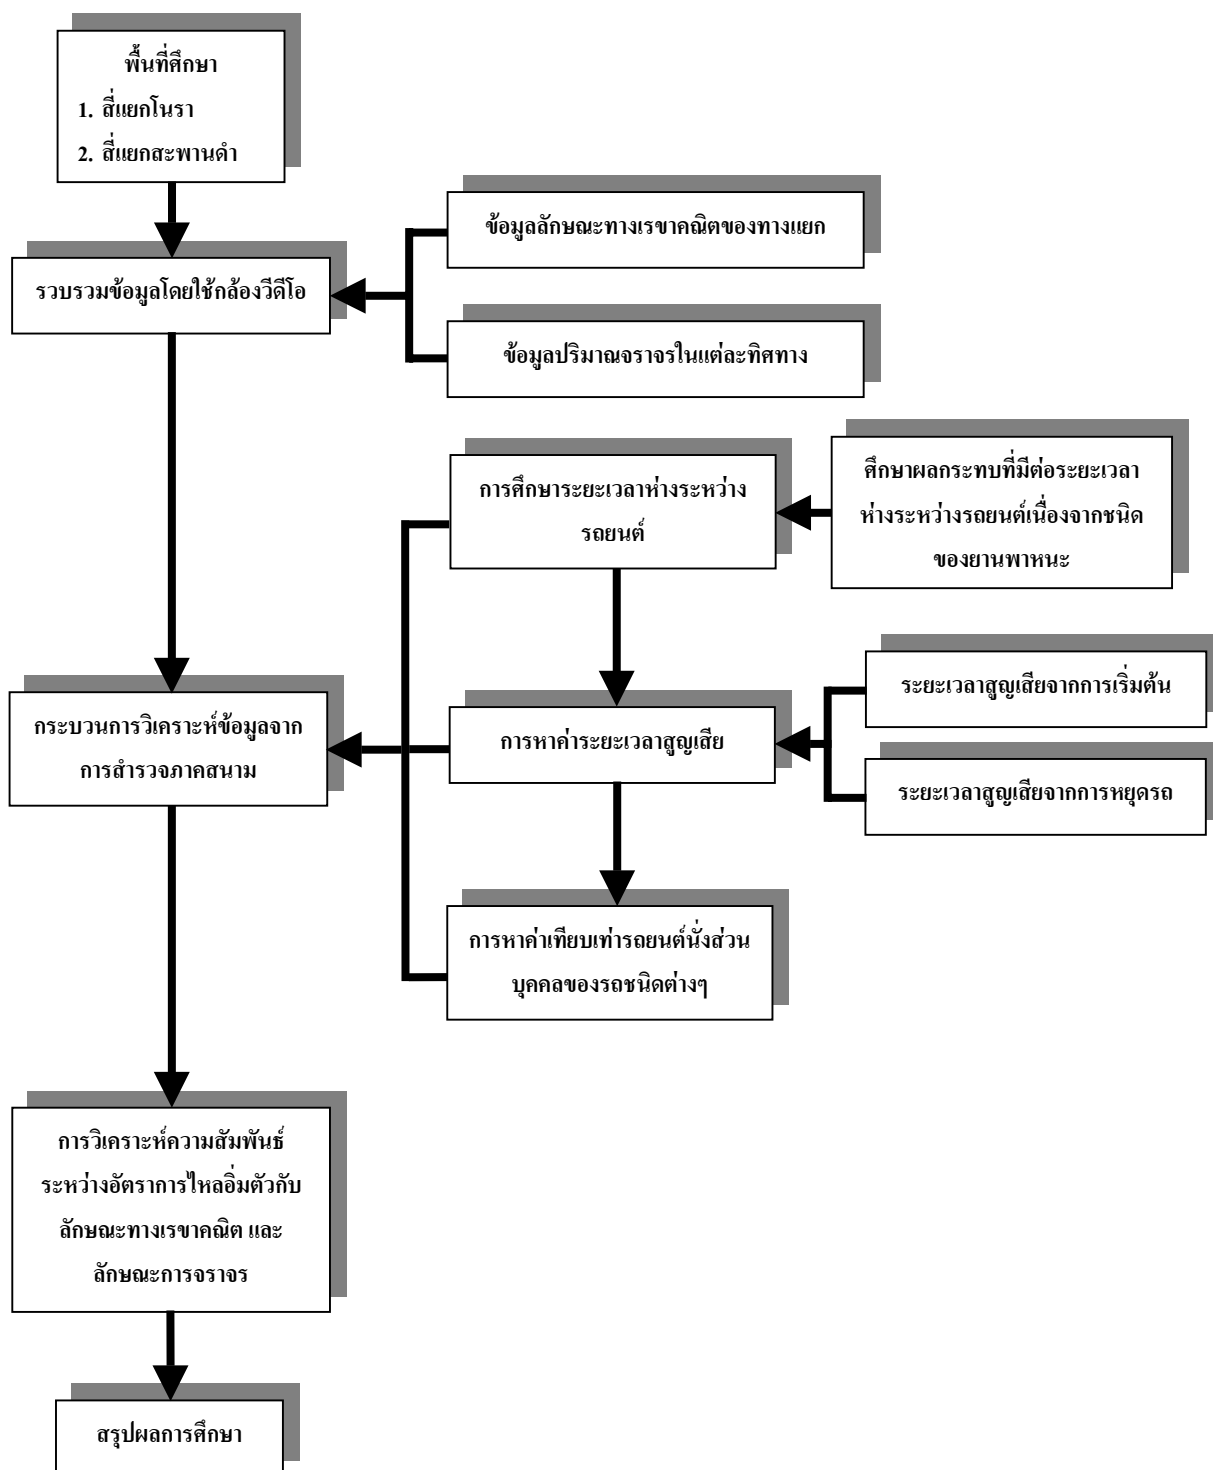 พื้นที่ศึกษา
1. สี่แยกโนรา
2. สี่แยกสะพานดำ
ข้อมูลลักษณะทางเรขาคณิตของทางแยก
รวบรวมข้อมูลโดยใช้กล้องวีดีโอ
ข้อมูลปริมาณจราจรในแต่ละทิศทาง
การศึกษาระยะเวลาห่างระหว่าง
รถยนต์
ศึกษาผลกระทบที่มีต่อระยะเวลา
ห่างระหว่างรถยนต์เนื่องจากชนิด
ของยานพาหนะ
ระยะเวลาสูญเสียจากการเริ่มต้น
กระบวนการวิเคราะห์ข้อมูลจาก
การสำรวจภาคสนาม
การหาค่าระยะเวลาสูญเสีย
ระยะเวลาสูญเสียจากการหยุดรถ
การหาค่าเทียบเท่ารถยนต์นั่งส่วน
บุคคลของรถชนิดต่างๆ
การวิเคราะห์ความสัมพันธ์
ระหว่างอัตราการไหลอิ่มตัวกับ
ลักษณะทางเรขาคณิต และ
ลักษณะการจราจร
สรุปผลการศึกษา